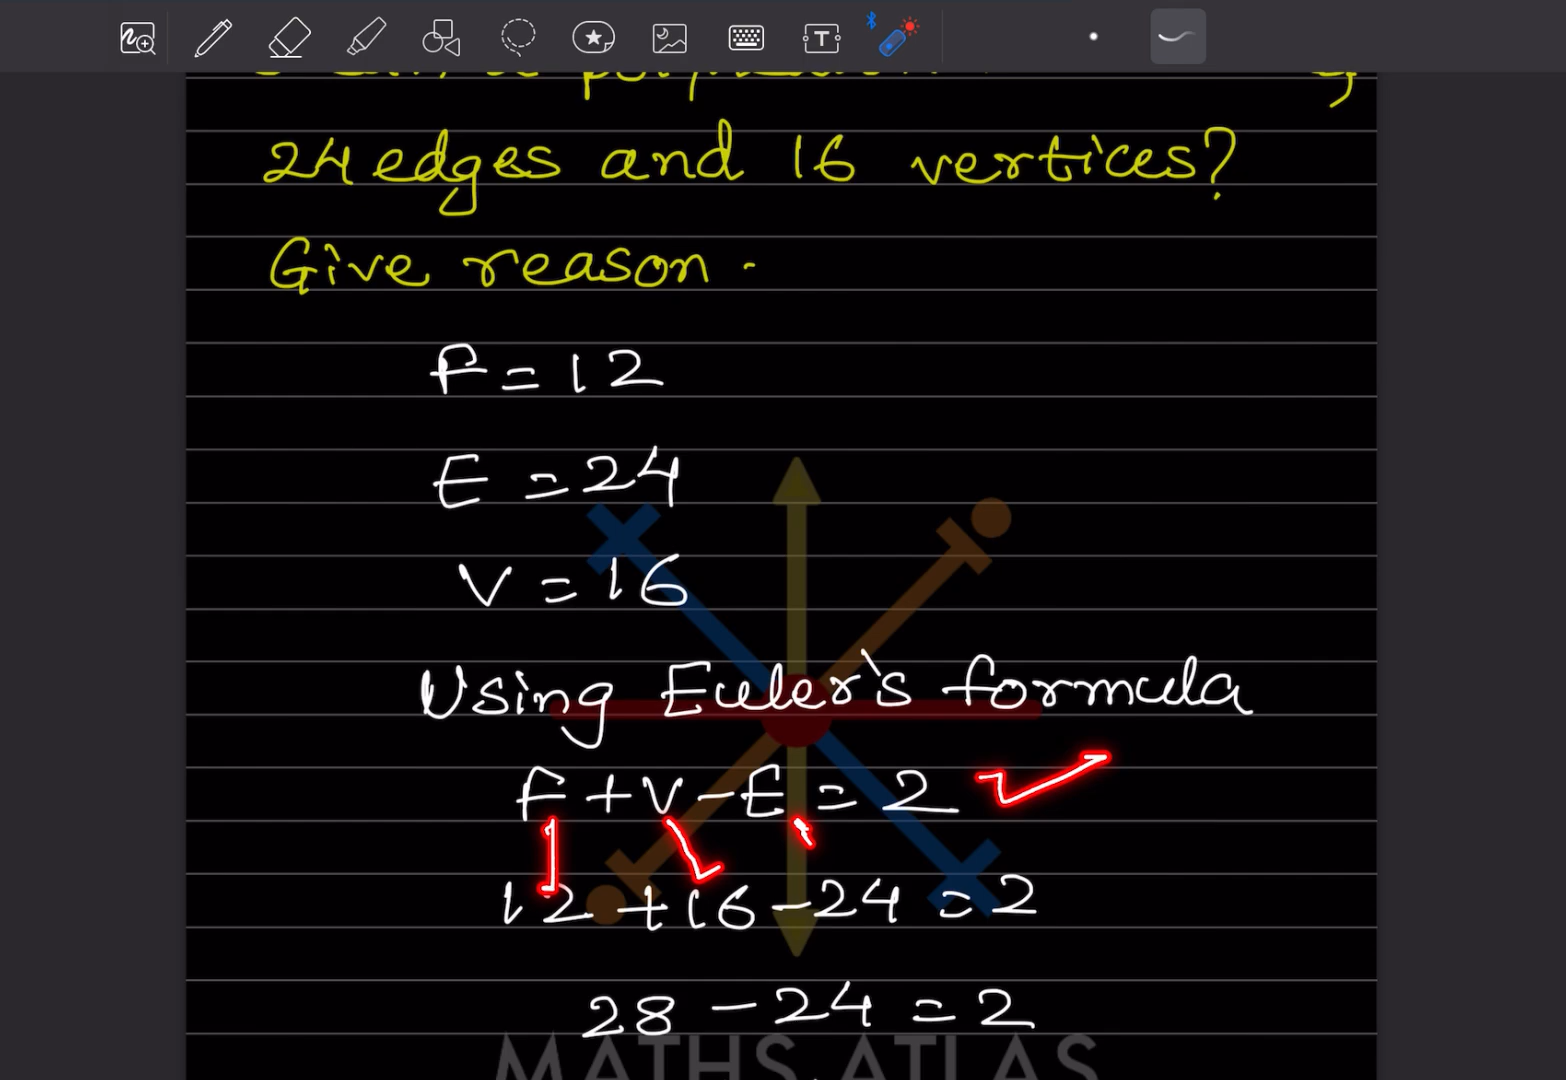 24 edges and 16 vertices?
Give reason.
F = 12
E = 24
V = 16
Using Euler's formula
F + V - E = 2
12 + 16 - 24 = 2
28 - 24 = 2
MATHS ATLAS